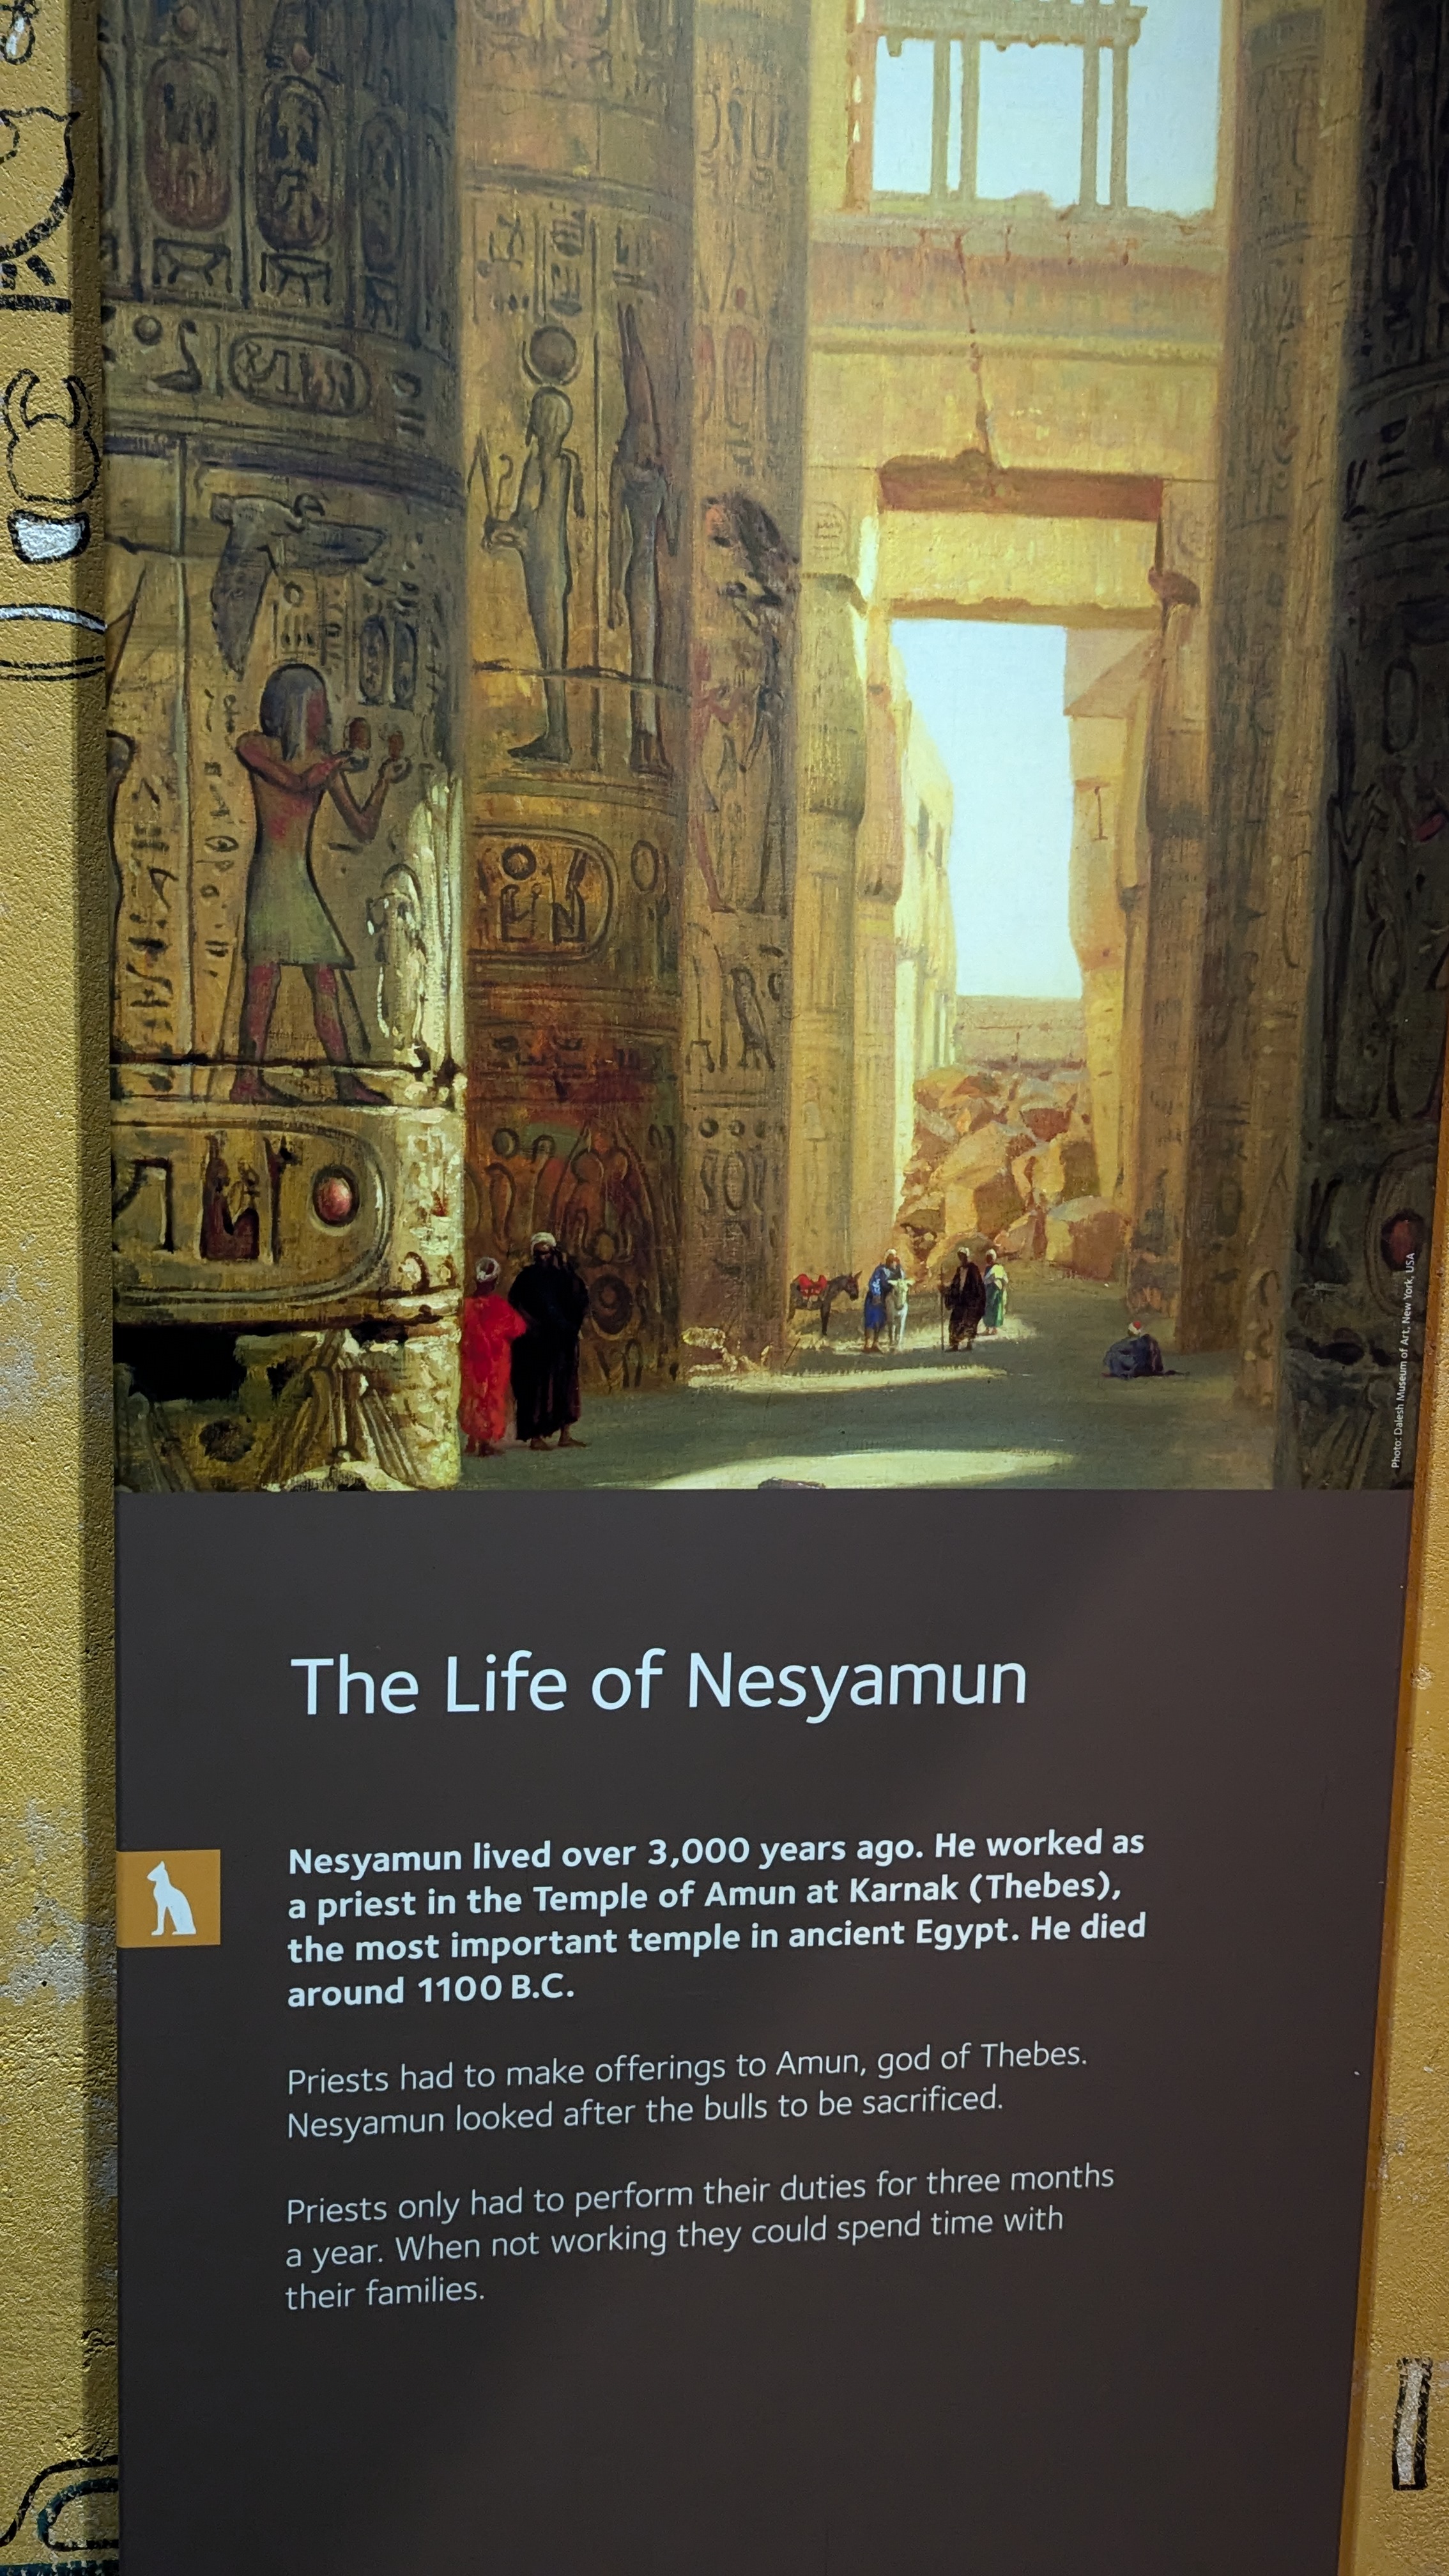 Photo: Dalesh Museum of Art, New York, USA
The Life of Nesyamun
Nesyamun lived over 3,000 years ago. He worked as
a priest in the Temple of Amun at Karnak (Thebes),
the most important temple in ancient Egypt. He died
around 1100 B.C.
Priests had to make offerings to Amun, god of Thebes.
Nesyamun looked after the bulls to be sacrificed.
Priests only had to perform their duties for three months
a year. When not working they could spend time with
their families.